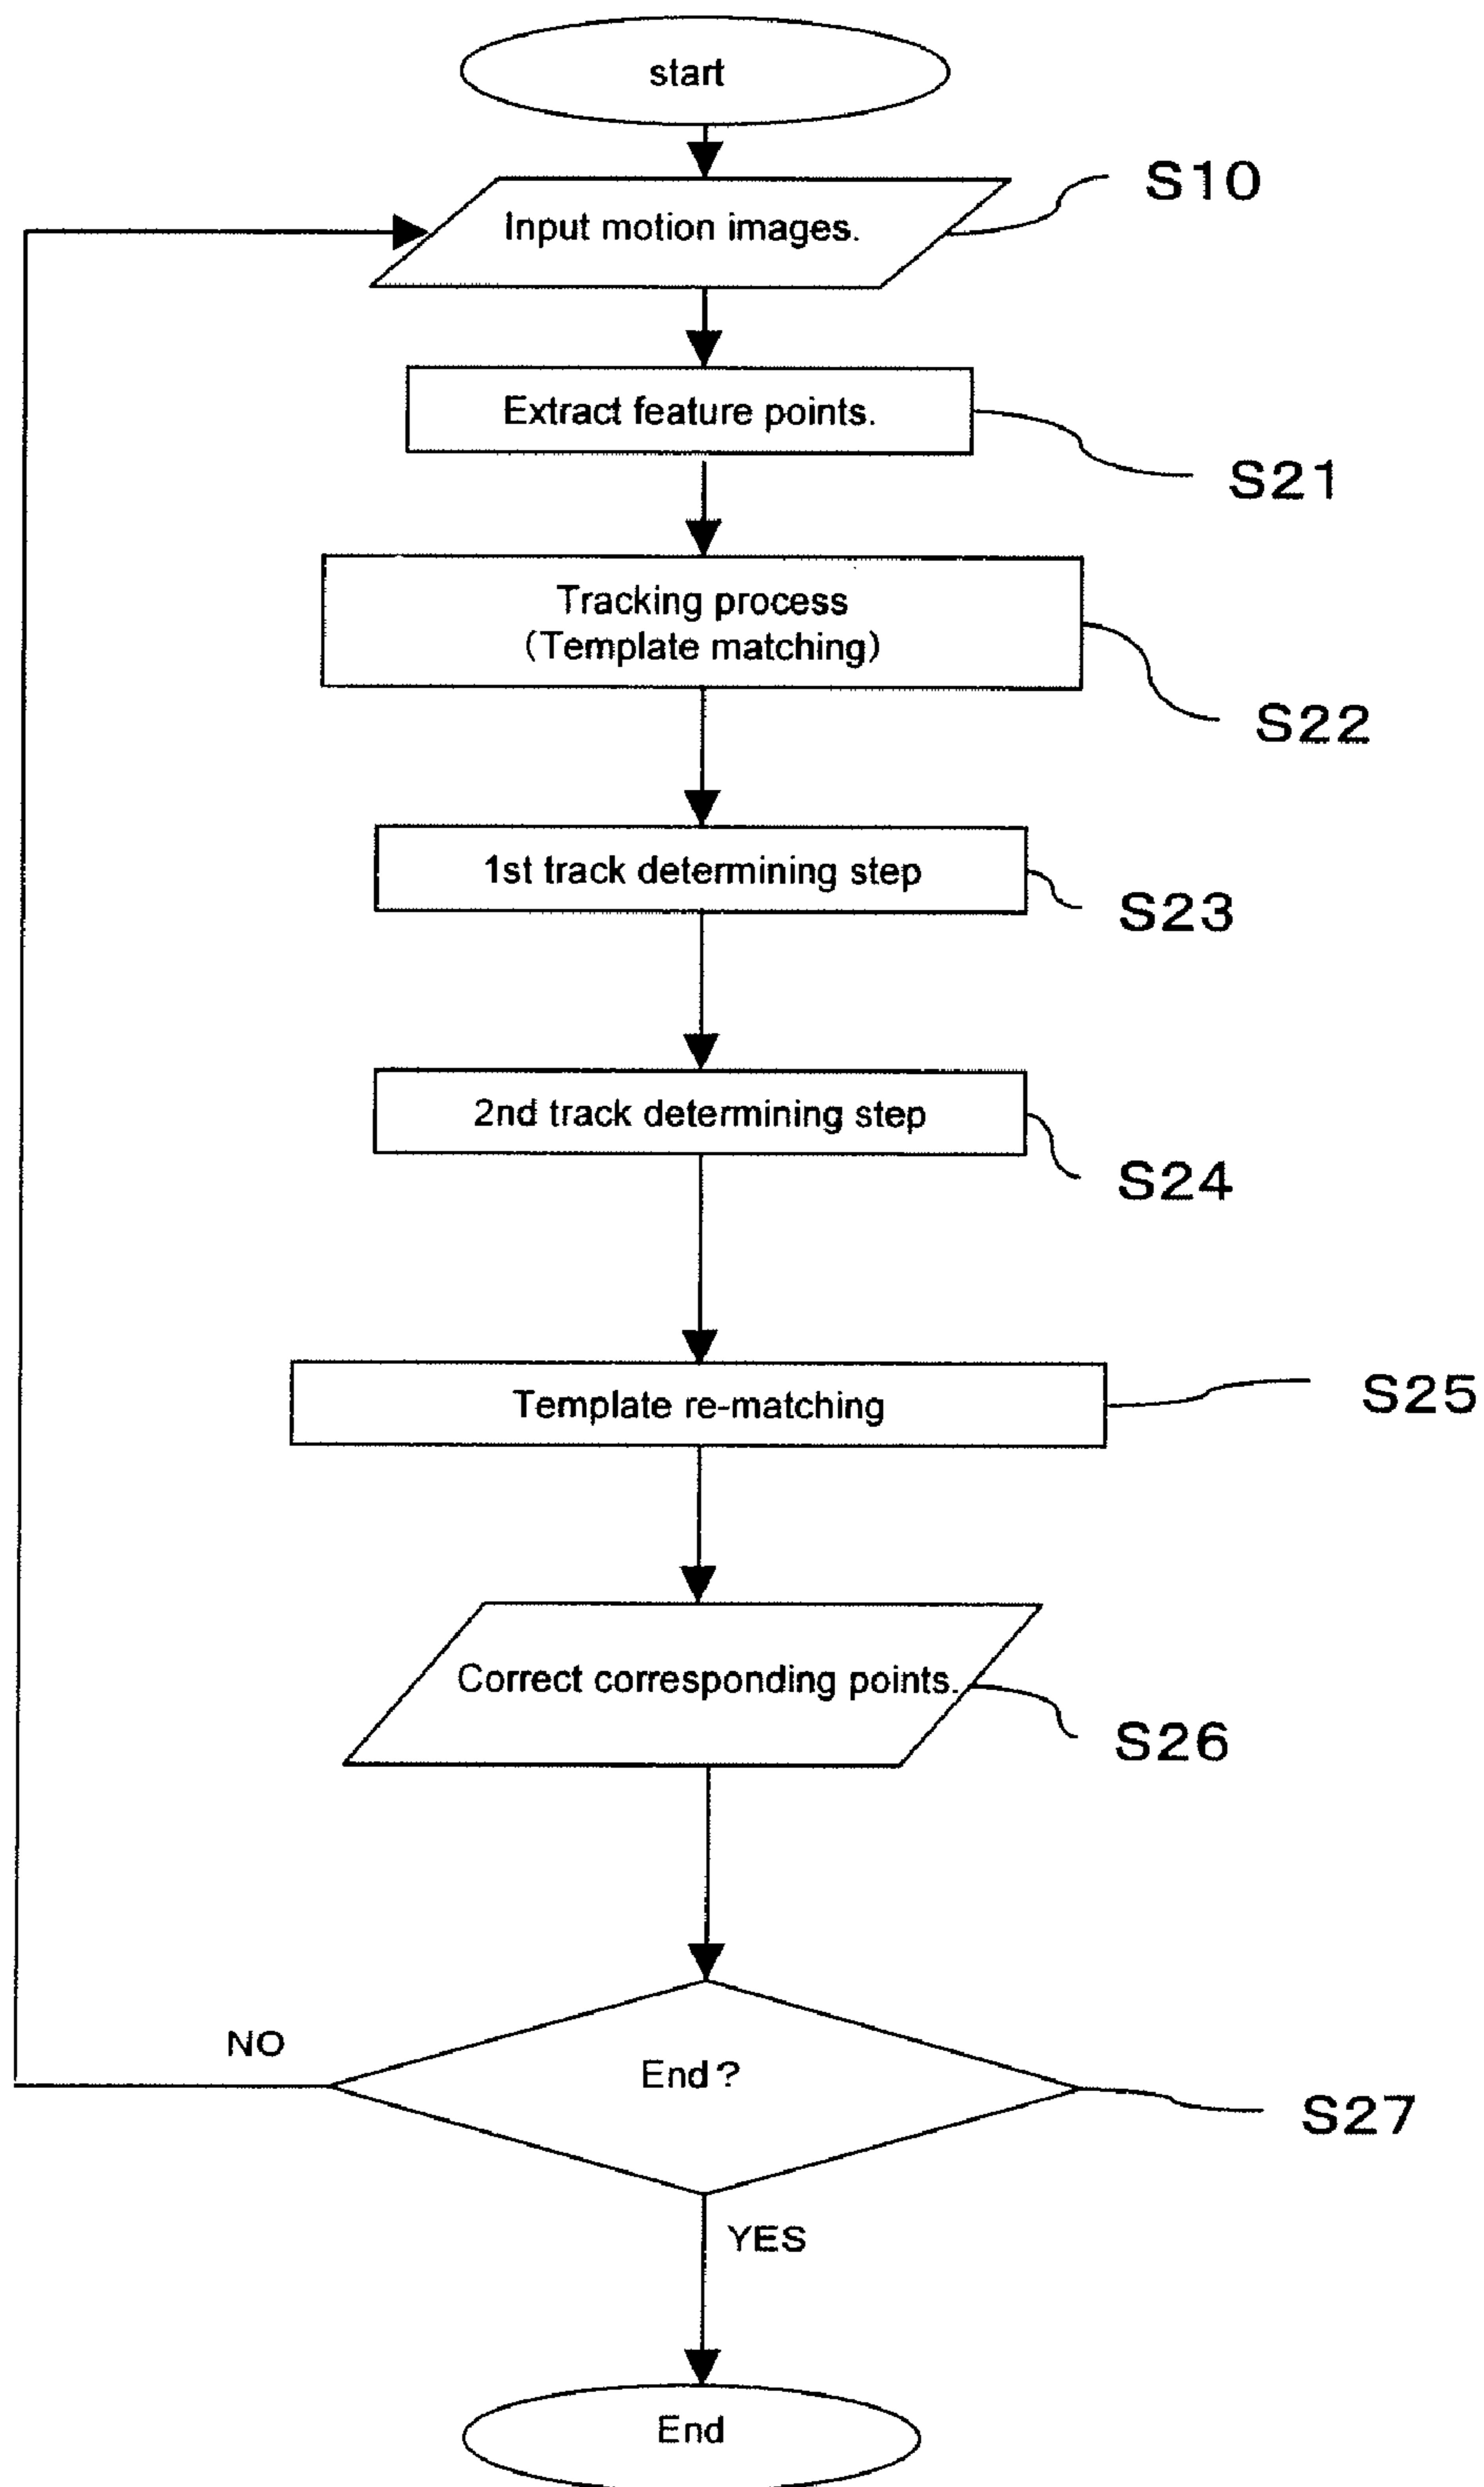 start
Input motion images.
S10
Extract feature points.
S21
Tracking process
(Template matching)
S22
1st track determining step
S23
2nd track determining step
S24
Template re-matching
S25
Correct corresponding points.
S26
NO
End?
S27
YES
End